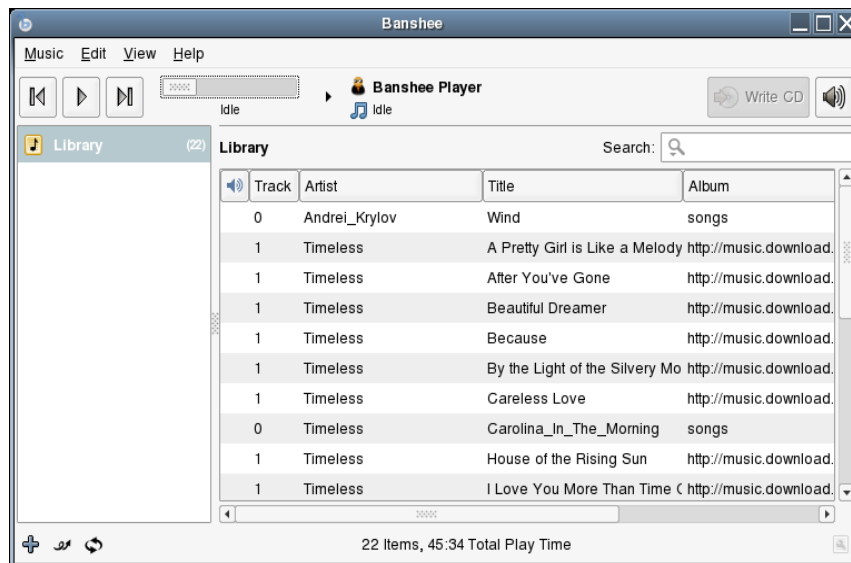 Banshee
Music Edit View Help
Banshee Player
Idle
Idle
Write CD
Library (22)
Library
Search:
Track Artist Title Album
0 Andrei_Krylov Wind songs
1 Timeless A Pretty Girl is Like a Melody http://music.download.
1 Timeless After You've Gone http://music.download.
1 Timeless Beautiful Dreamer http://music.download.
1 Timeless Because http://music.download.
1 Timeless By the Light of the Silvery Mo http://music.download.
1 Timeless Careless Love http://music.download.
0 Timeless Carolina_In_The_Morning songs
1 Timeless House of the Rising Sun http://music.download.
1 Timeless I Love You More Than Time ( http://music.download.
22 Items, 45:34 Total Play Time